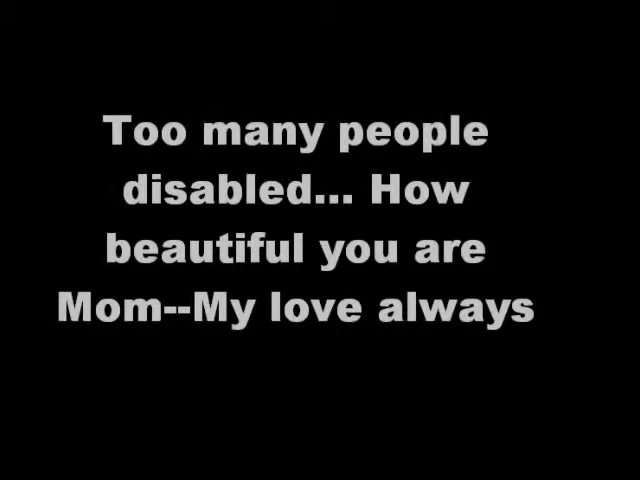 Too many people
disabled... How
beautiful you are
Mom--My love always